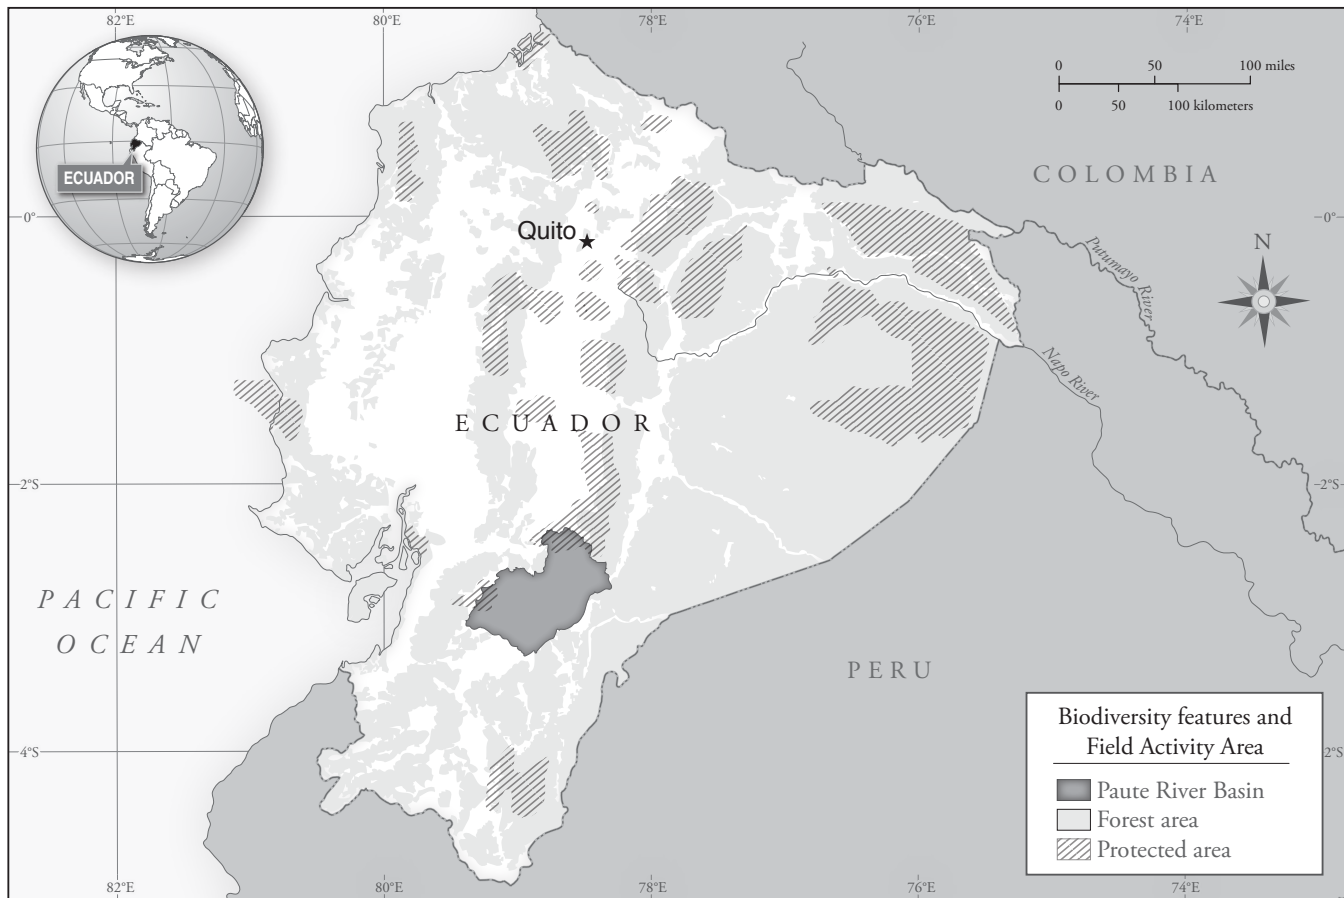 82°E
80°E
78°E
76°E
74°E
0 50 100 miles
0 50 100 kilometers
ECUADOR
COLOMBIA
0°
0°
Quito
N
Putumayo River
Napo River
ECUADOR
2°S
2°S
PACIFIC
OCEAN
PERU
Biodiversity features and
Field Activity Area
Paute River Basin
Forest area
Protected area
4°S
2°S
82°E
80°E
78°E
76°E
74°E